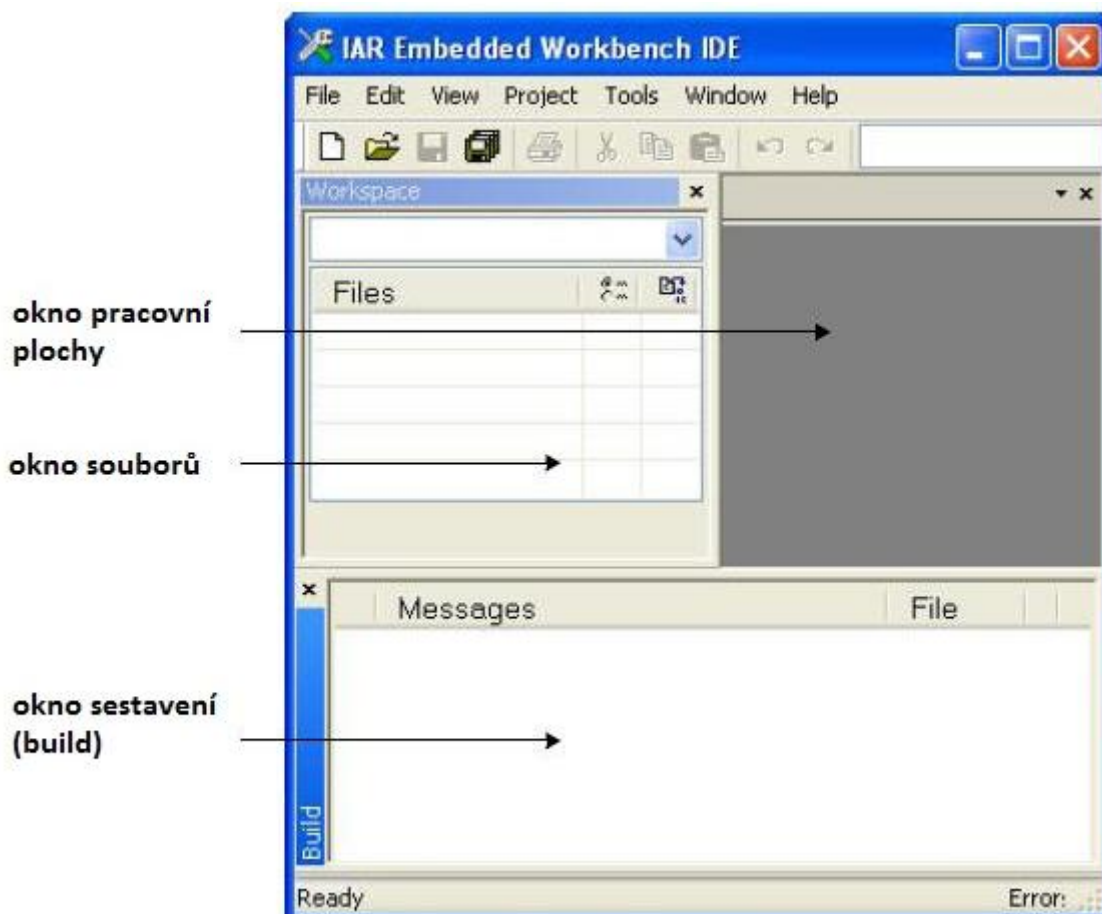 IAR Embedded Workbench IDE
File Edit View Project Tools Window Help
Workspace
Files
okno pracovní
plochy
okno souborů
Messages File
okno sestavení
(build)
Build
Ready Error: